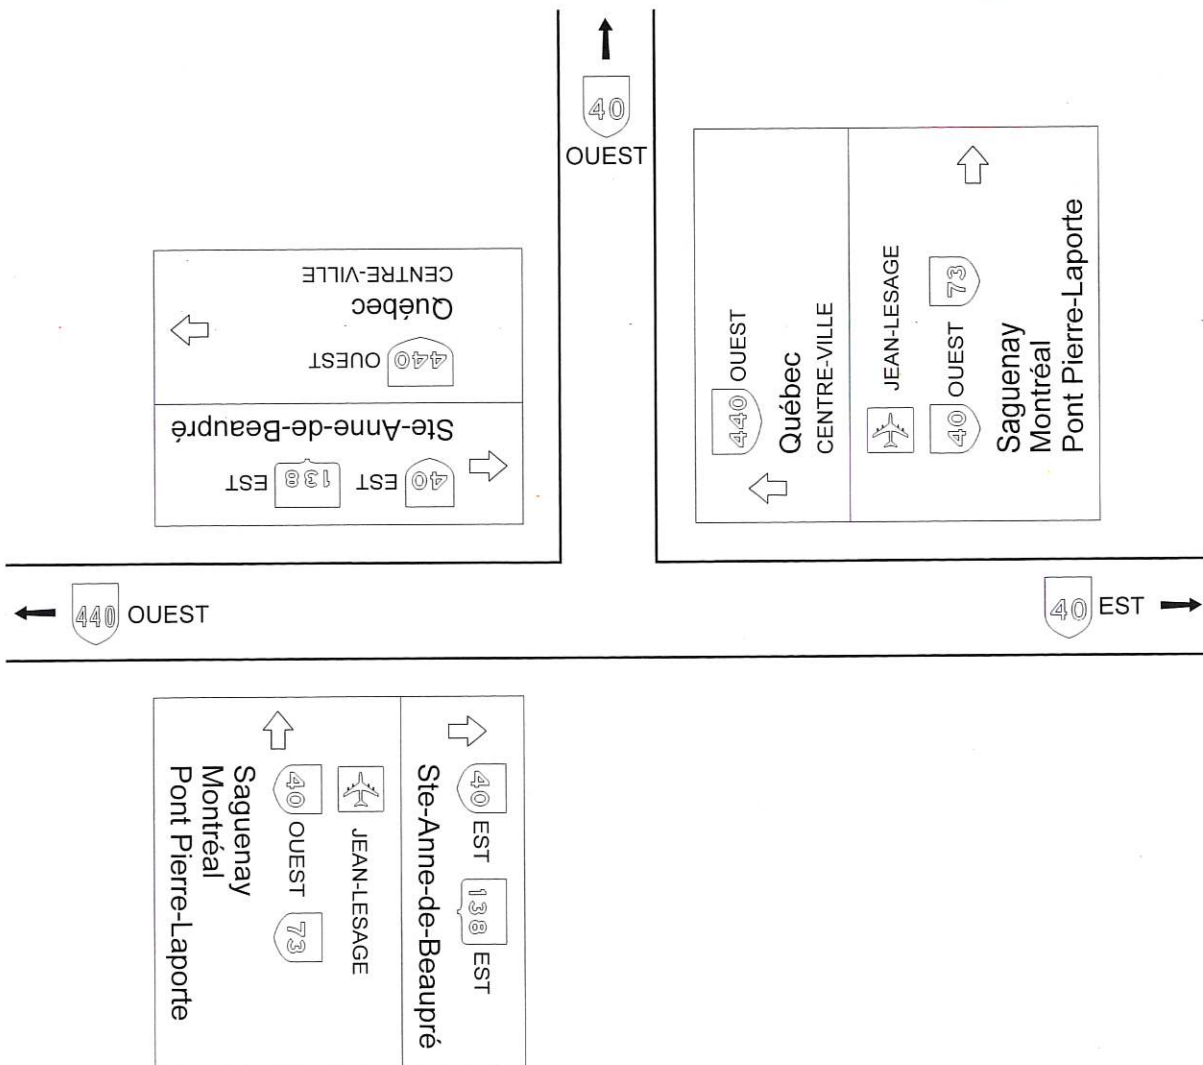 40
OUEST
CENTRE-VILLE
Québec
440 OUEST
Ste-Anne-de-Beaupré
40 EST 138 EST
440 OUEST
Québec
CENTRE-VILLE
JEAN-LESAGE
40 OUEST 73
Saguenay
Montréal
Pont Pierre-Laporte
440 OUEST
40 EST
40 EST 138 EST
Ste-Anne-de-Beaupré
JEAN-LESAGE
40 OUEST 73
Saguenay
Montréal
Pont Pierre-Laporte